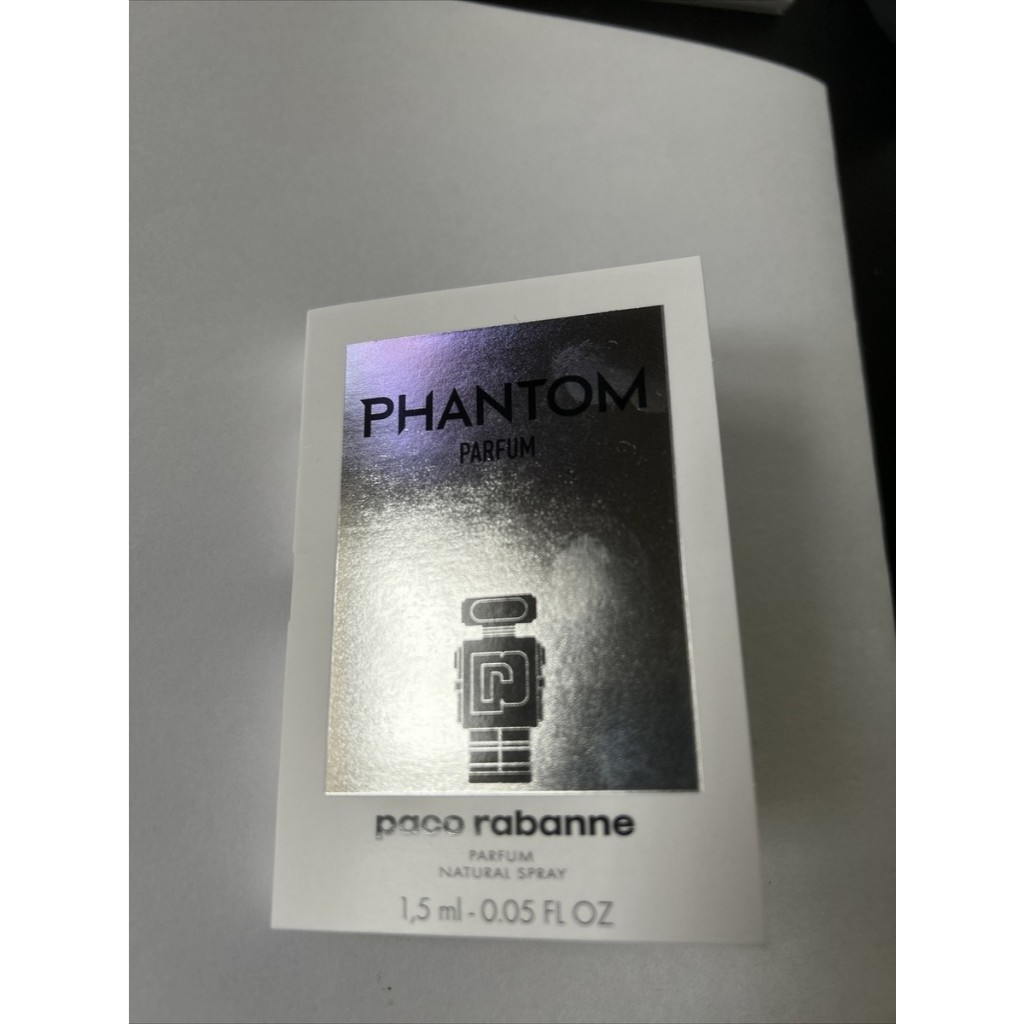 PHANTOM
PARFUM
paco rabanne
PARFUM
NATURAL SPRAY
1,5 ml - 0.05 FL OZ